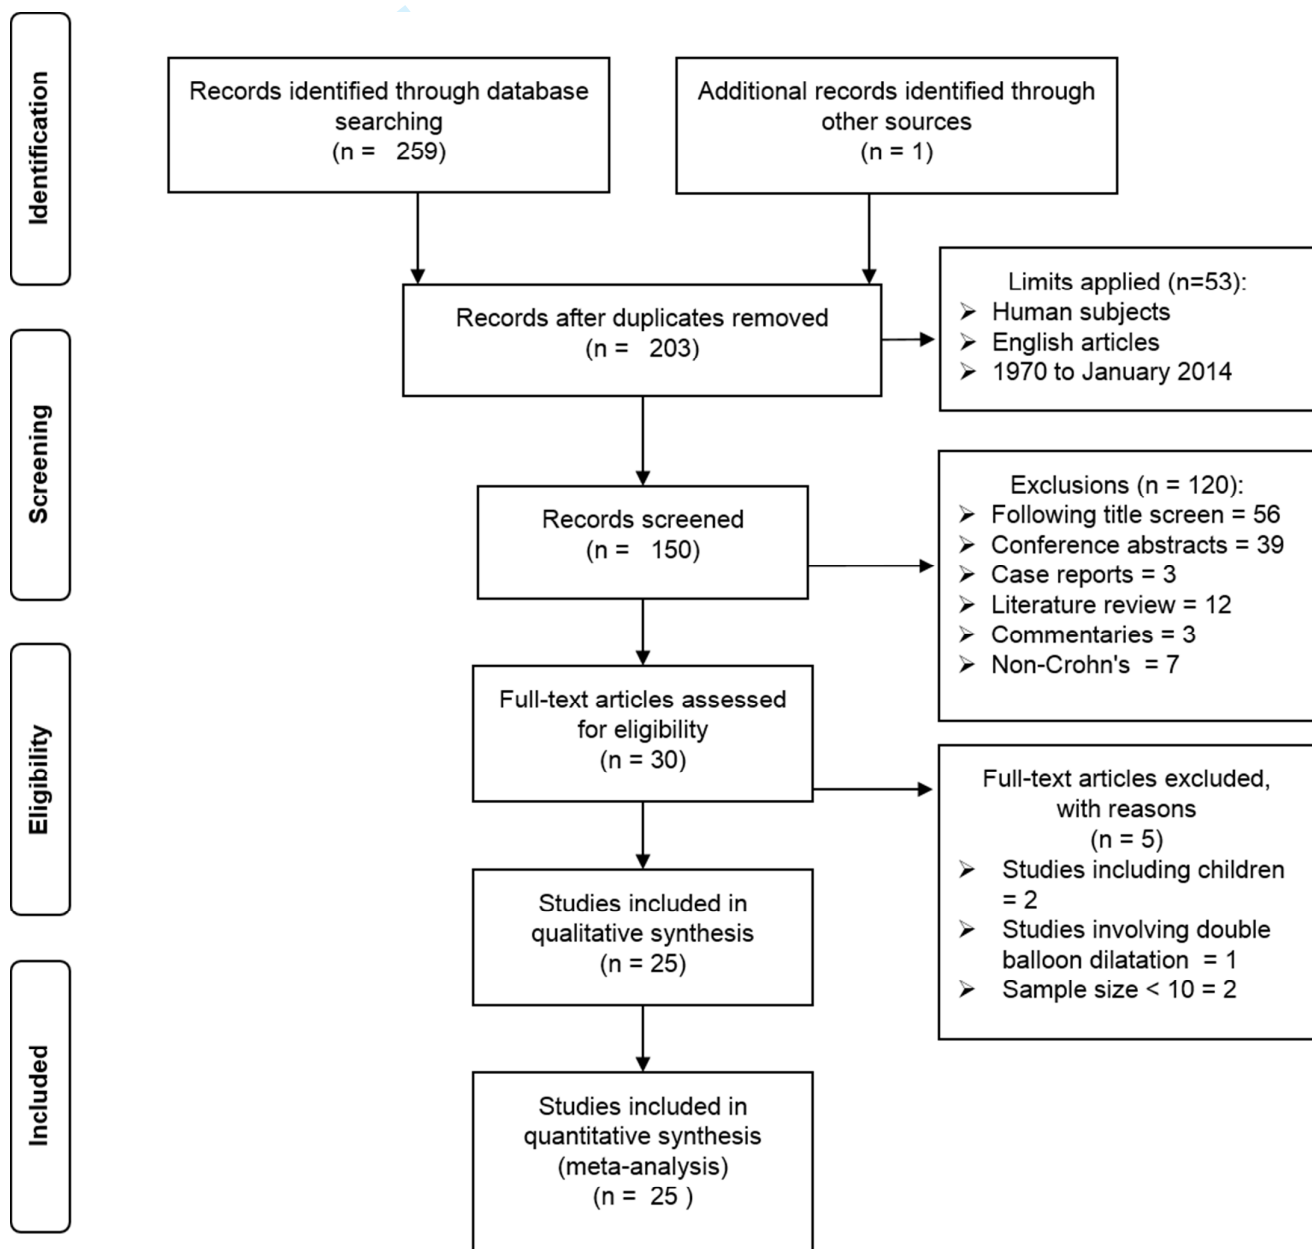 Identification
Records identified through database
searching
(n = 259)
Additional records identified through
other sources
(n = 1)
Records after duplicates removed
(n = 203)
Limits applied (n=53):
➢ Human subjects
➢ English articles
➢ 1970 to January 2014
Screening
Records screened
(n = 150)
Exclusions (n = 120):
➢ Following title screen = 56
➢ Conference abstracts = 39
➢ Case reports = 3
➢ Literature review = 12
➢ Commentaries = 3
➢ Non-Crohn's = 7
Eligibility
Full-text articles assessed
for eligibility
(n = 30)
Full-text articles excluded,
with reasons
(n = 5)
➢ Studies including children
= 2
➢ Studies involving double
balloon dilatation = 1
➢ Sample size < 10 = 2
Studies included in
qualitative synthesis
(n = 25)
Included
Studies included in
quantitative synthesis
(meta-analysis)
(n = 25 )